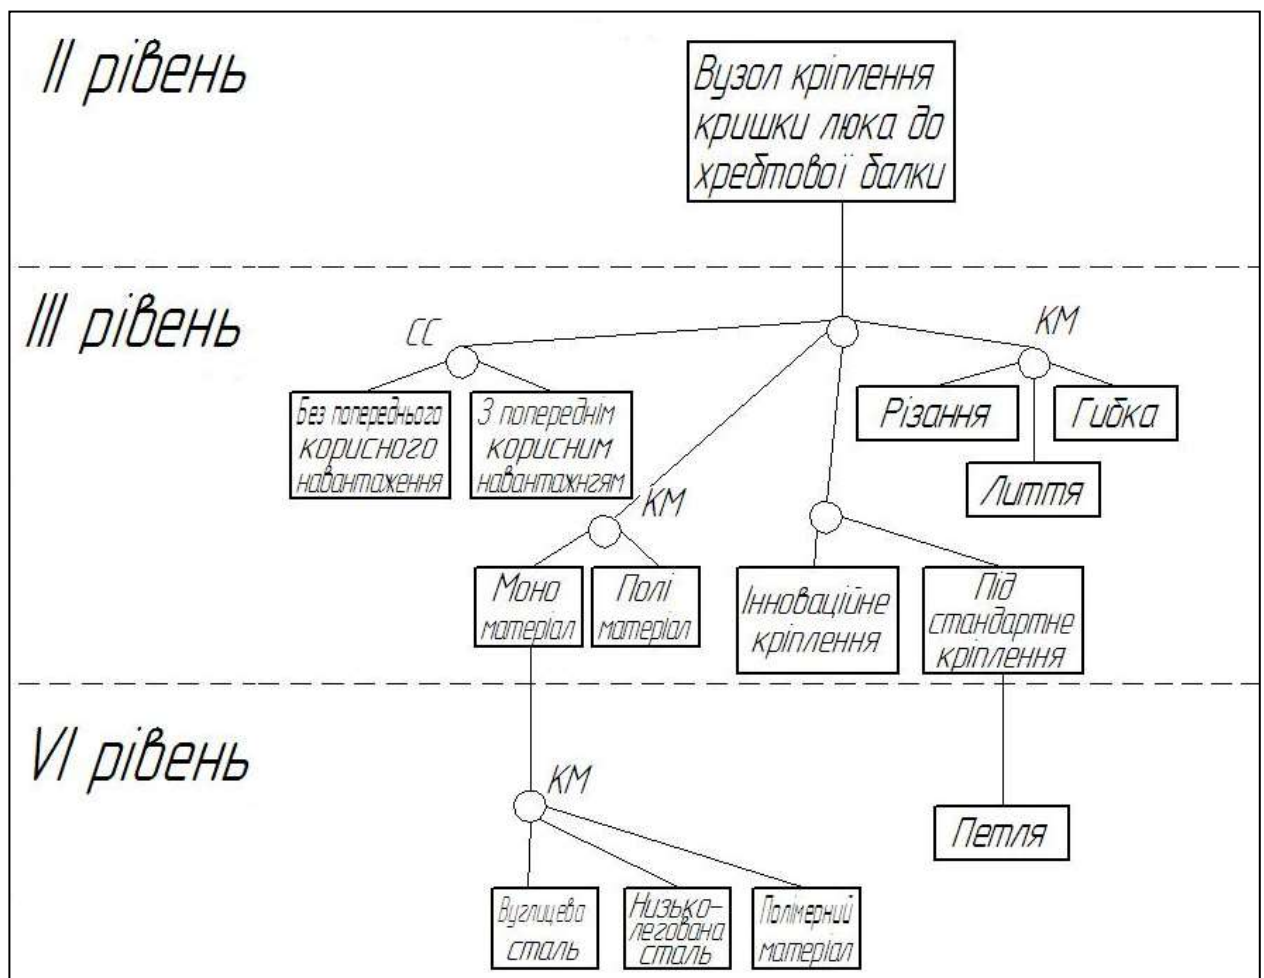 II рівень
Вузол кріплення
кришки люка до
хребтової балки
III рівень
СС
КМ
Без попереднього
корисного
навантаження
З попереднім
корисним
навантажнгям
Різання
Гибка
Лиття
КМ
Моно
матеріал
Полі
матеріал
Інноваційне
кріплення
Під
стандартне
кріплення
VI рівень
КМ
Петля
Вуглицева
сталь
Низько-
легована
сталь
Полімерний
матеріал